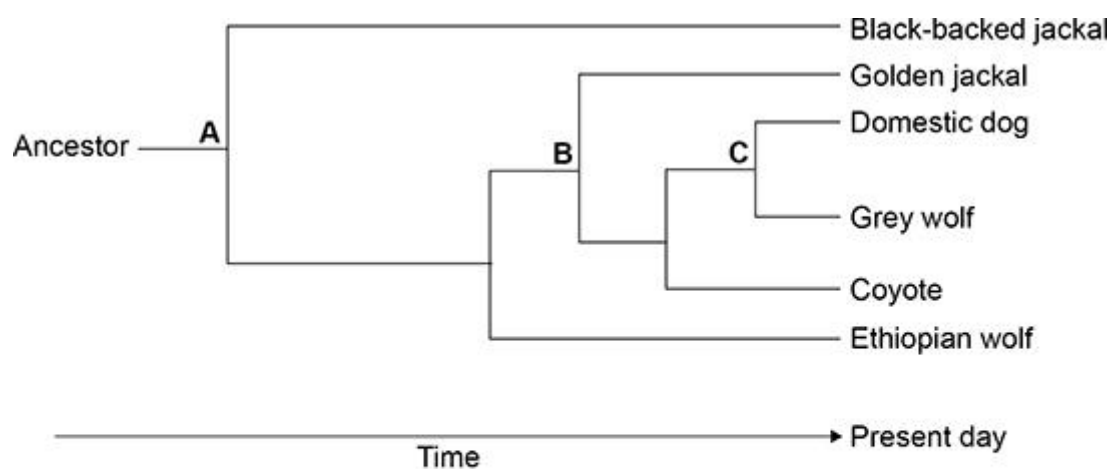 Black-backed jackal
Golden jackal
A
Domestic dog
Ancestor
B
C
Grey wolf
Coyote
Ethiopian wolf
Time
Present day